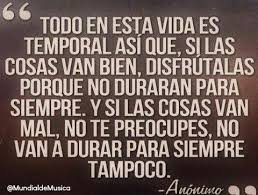 TODO EN ESTA VIDA ES
TEMPORAL ASÍ QUE, SI LAS
COSAS VAN BIEN, DISFRÚTALAS
PORQUE NO DURARAN PARA
SIEMPRE. Y SI LAS COSAS VAN
MAL, NO TE PREOCUPES, NO
VAN A DURAR PARA SIEMPRE
TAMPOCO.
-Anónimo
@MundialdeMusica